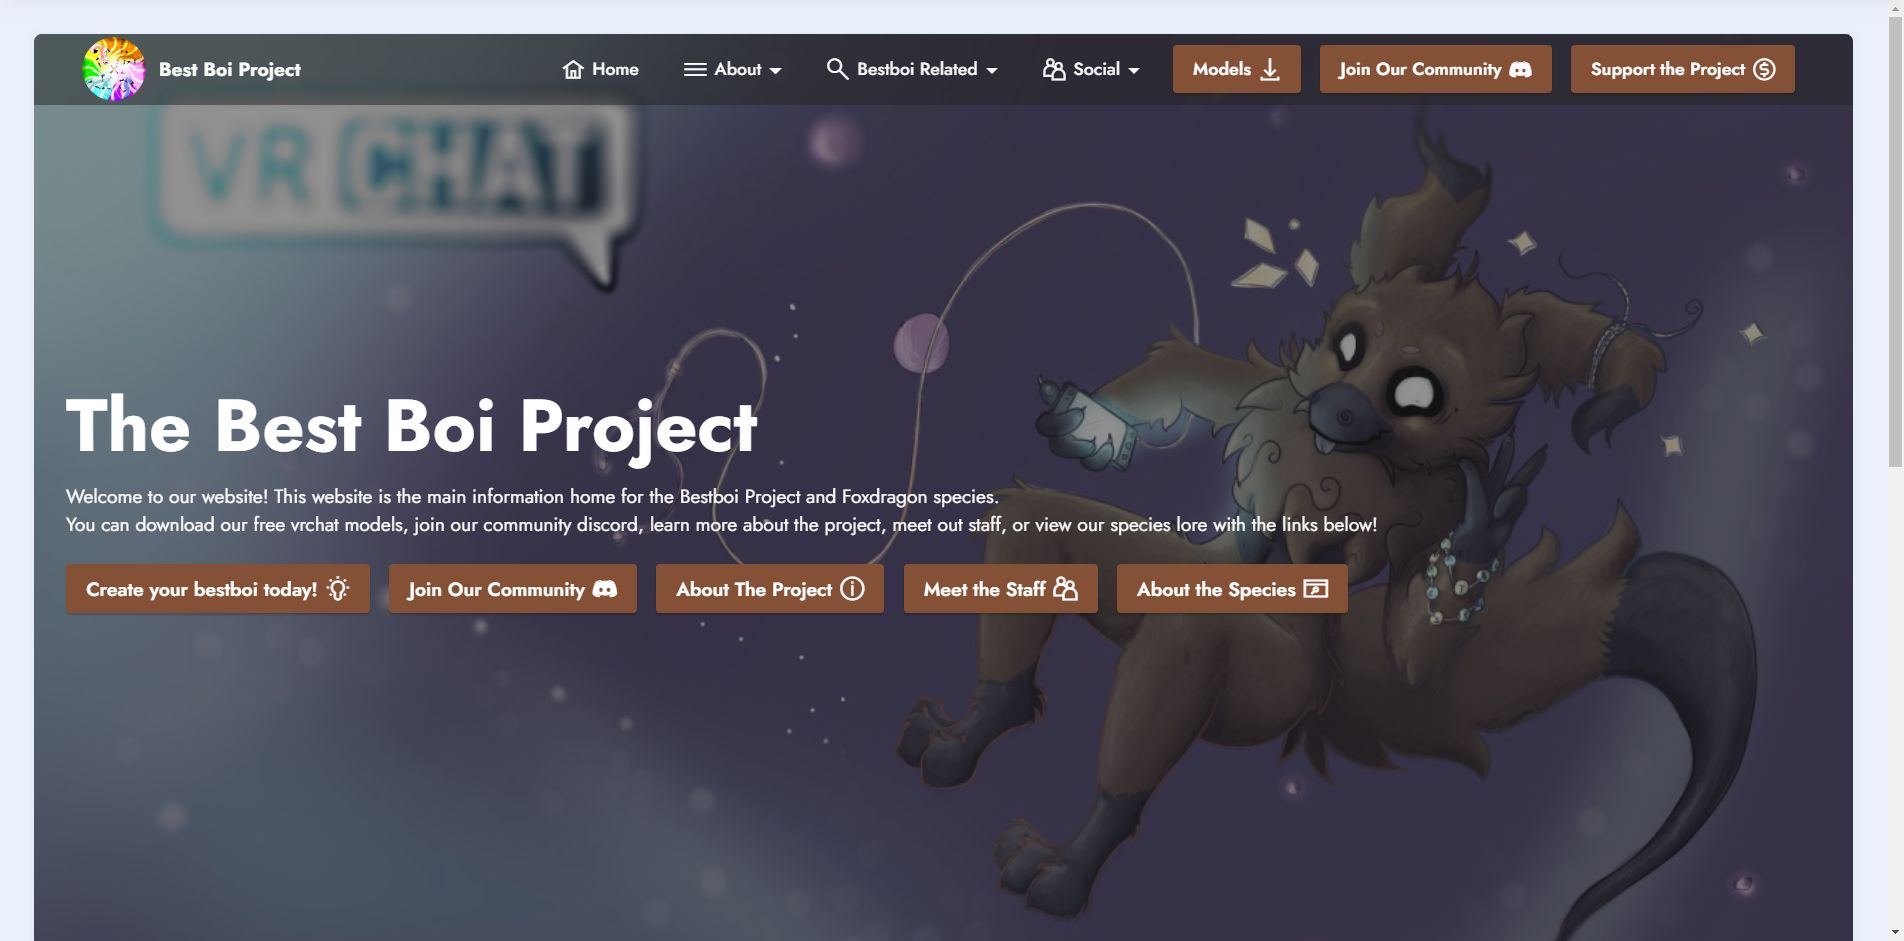 Best Boi Project
Home
About
Bestboi Related
Social
Models
Join Our Community
Support the Project
VRCHAT
The Best Boi Project
Welcome to our website! This website is the main information home for the Bestboi Project and Foxdragon species.
You can download our free vrchat models, join our community discord, learn more about the project, meet out staff, or view our species lore with the links below!
Create your bestboi today!
Join Our Community
About The Project
Meet the Staff
About the Species